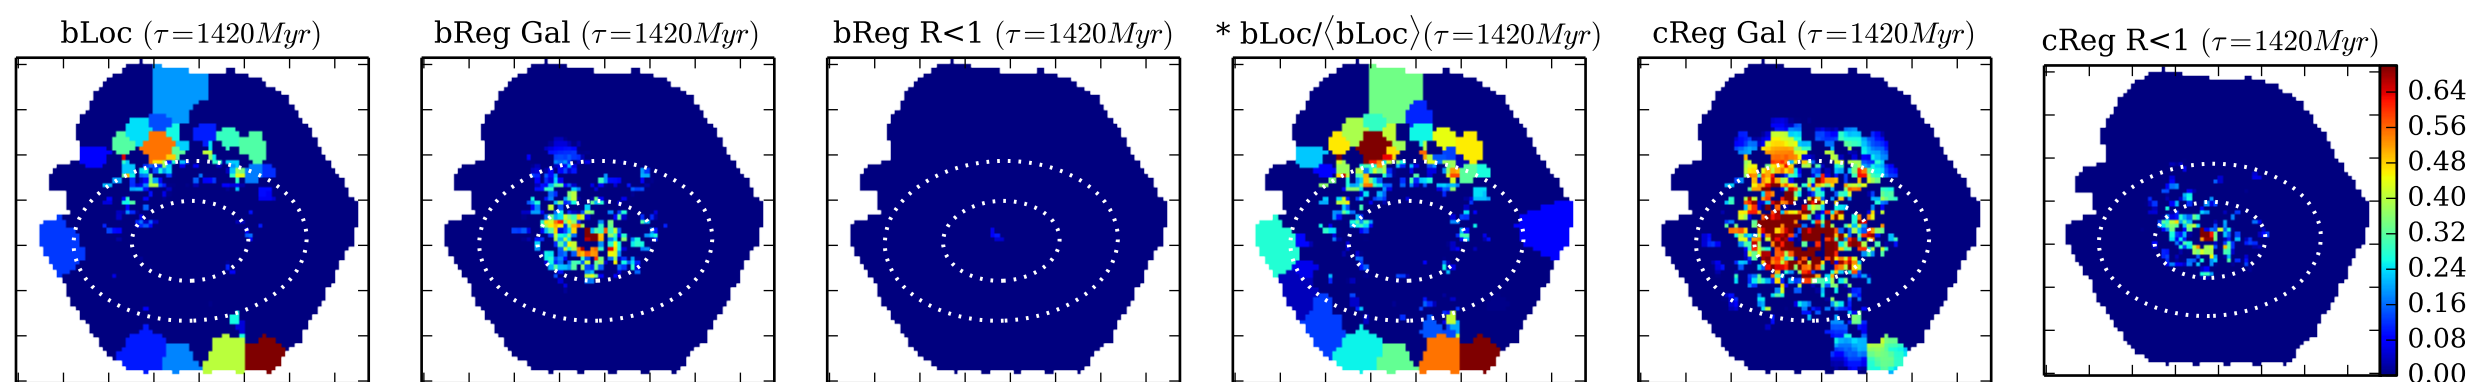 bLoc (τ=1420Myr)
bReg Gal (τ=1420Myr)
bReg R<1 (τ=1420Myr)
* bLoc/⟨bLoc⟩(τ=1420Myr)
cReg Gal (τ=1420Myr)
cReg R<1 (τ=1420Myr)
0.64
0.56
0.48
0.40
0.32
0.24
0.16
0.08
0.00